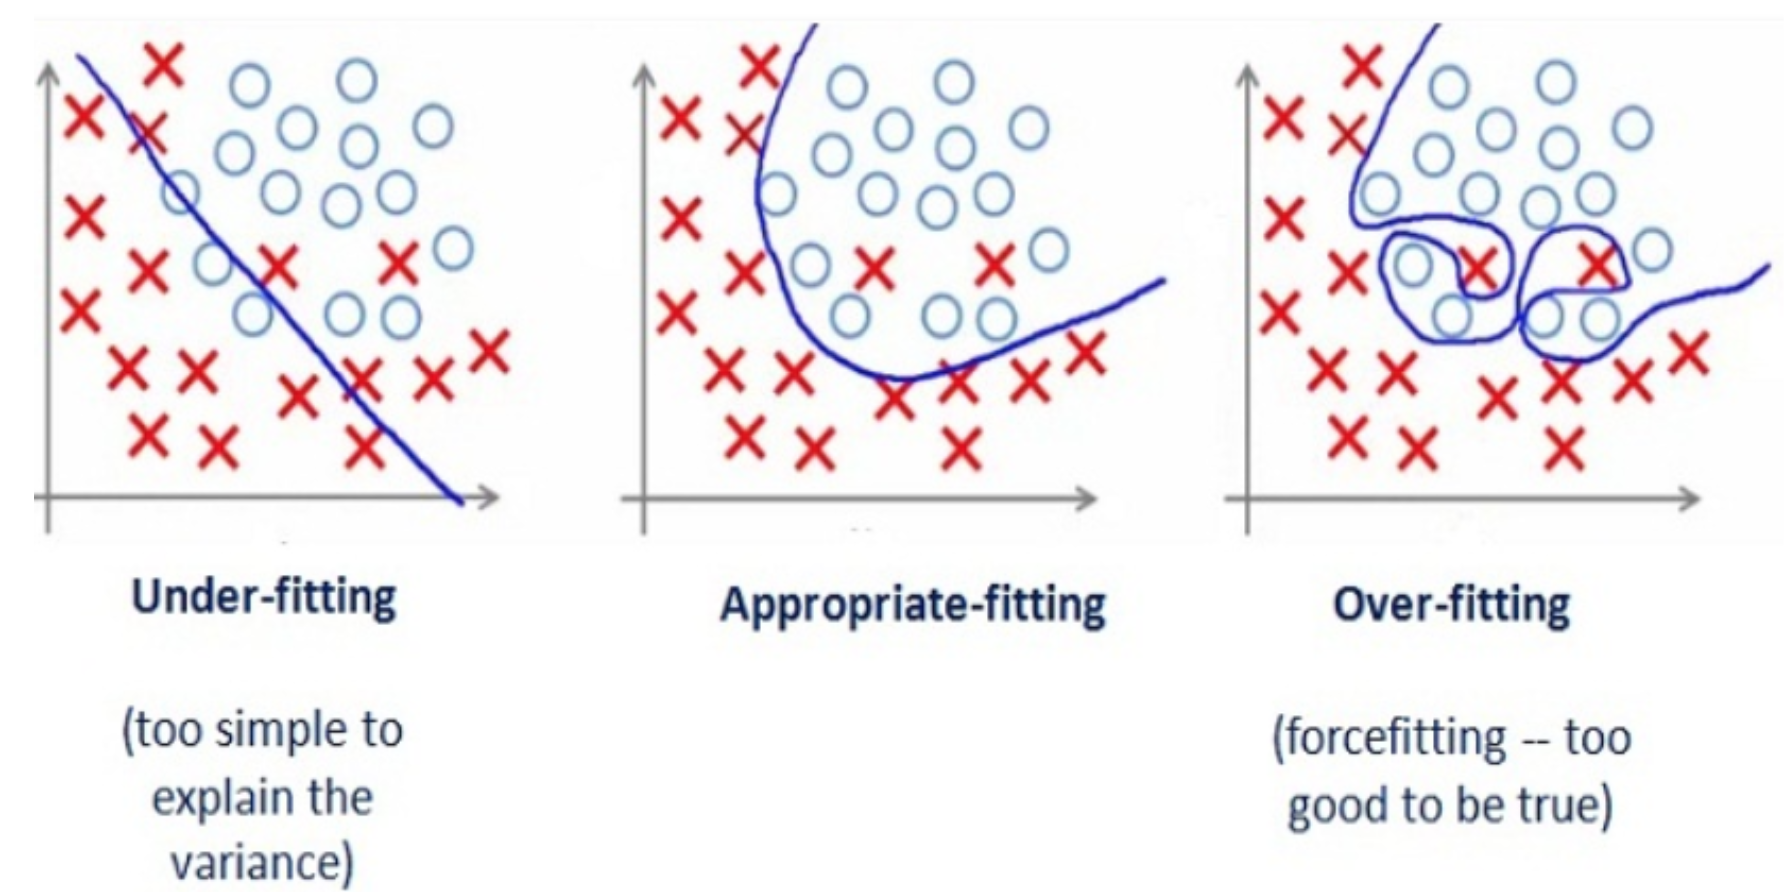 Under-fitting
Appropriate-fitting
Over-fitting
(too simple to
explain the
variance)
(forcefitting -- too
good to be true)